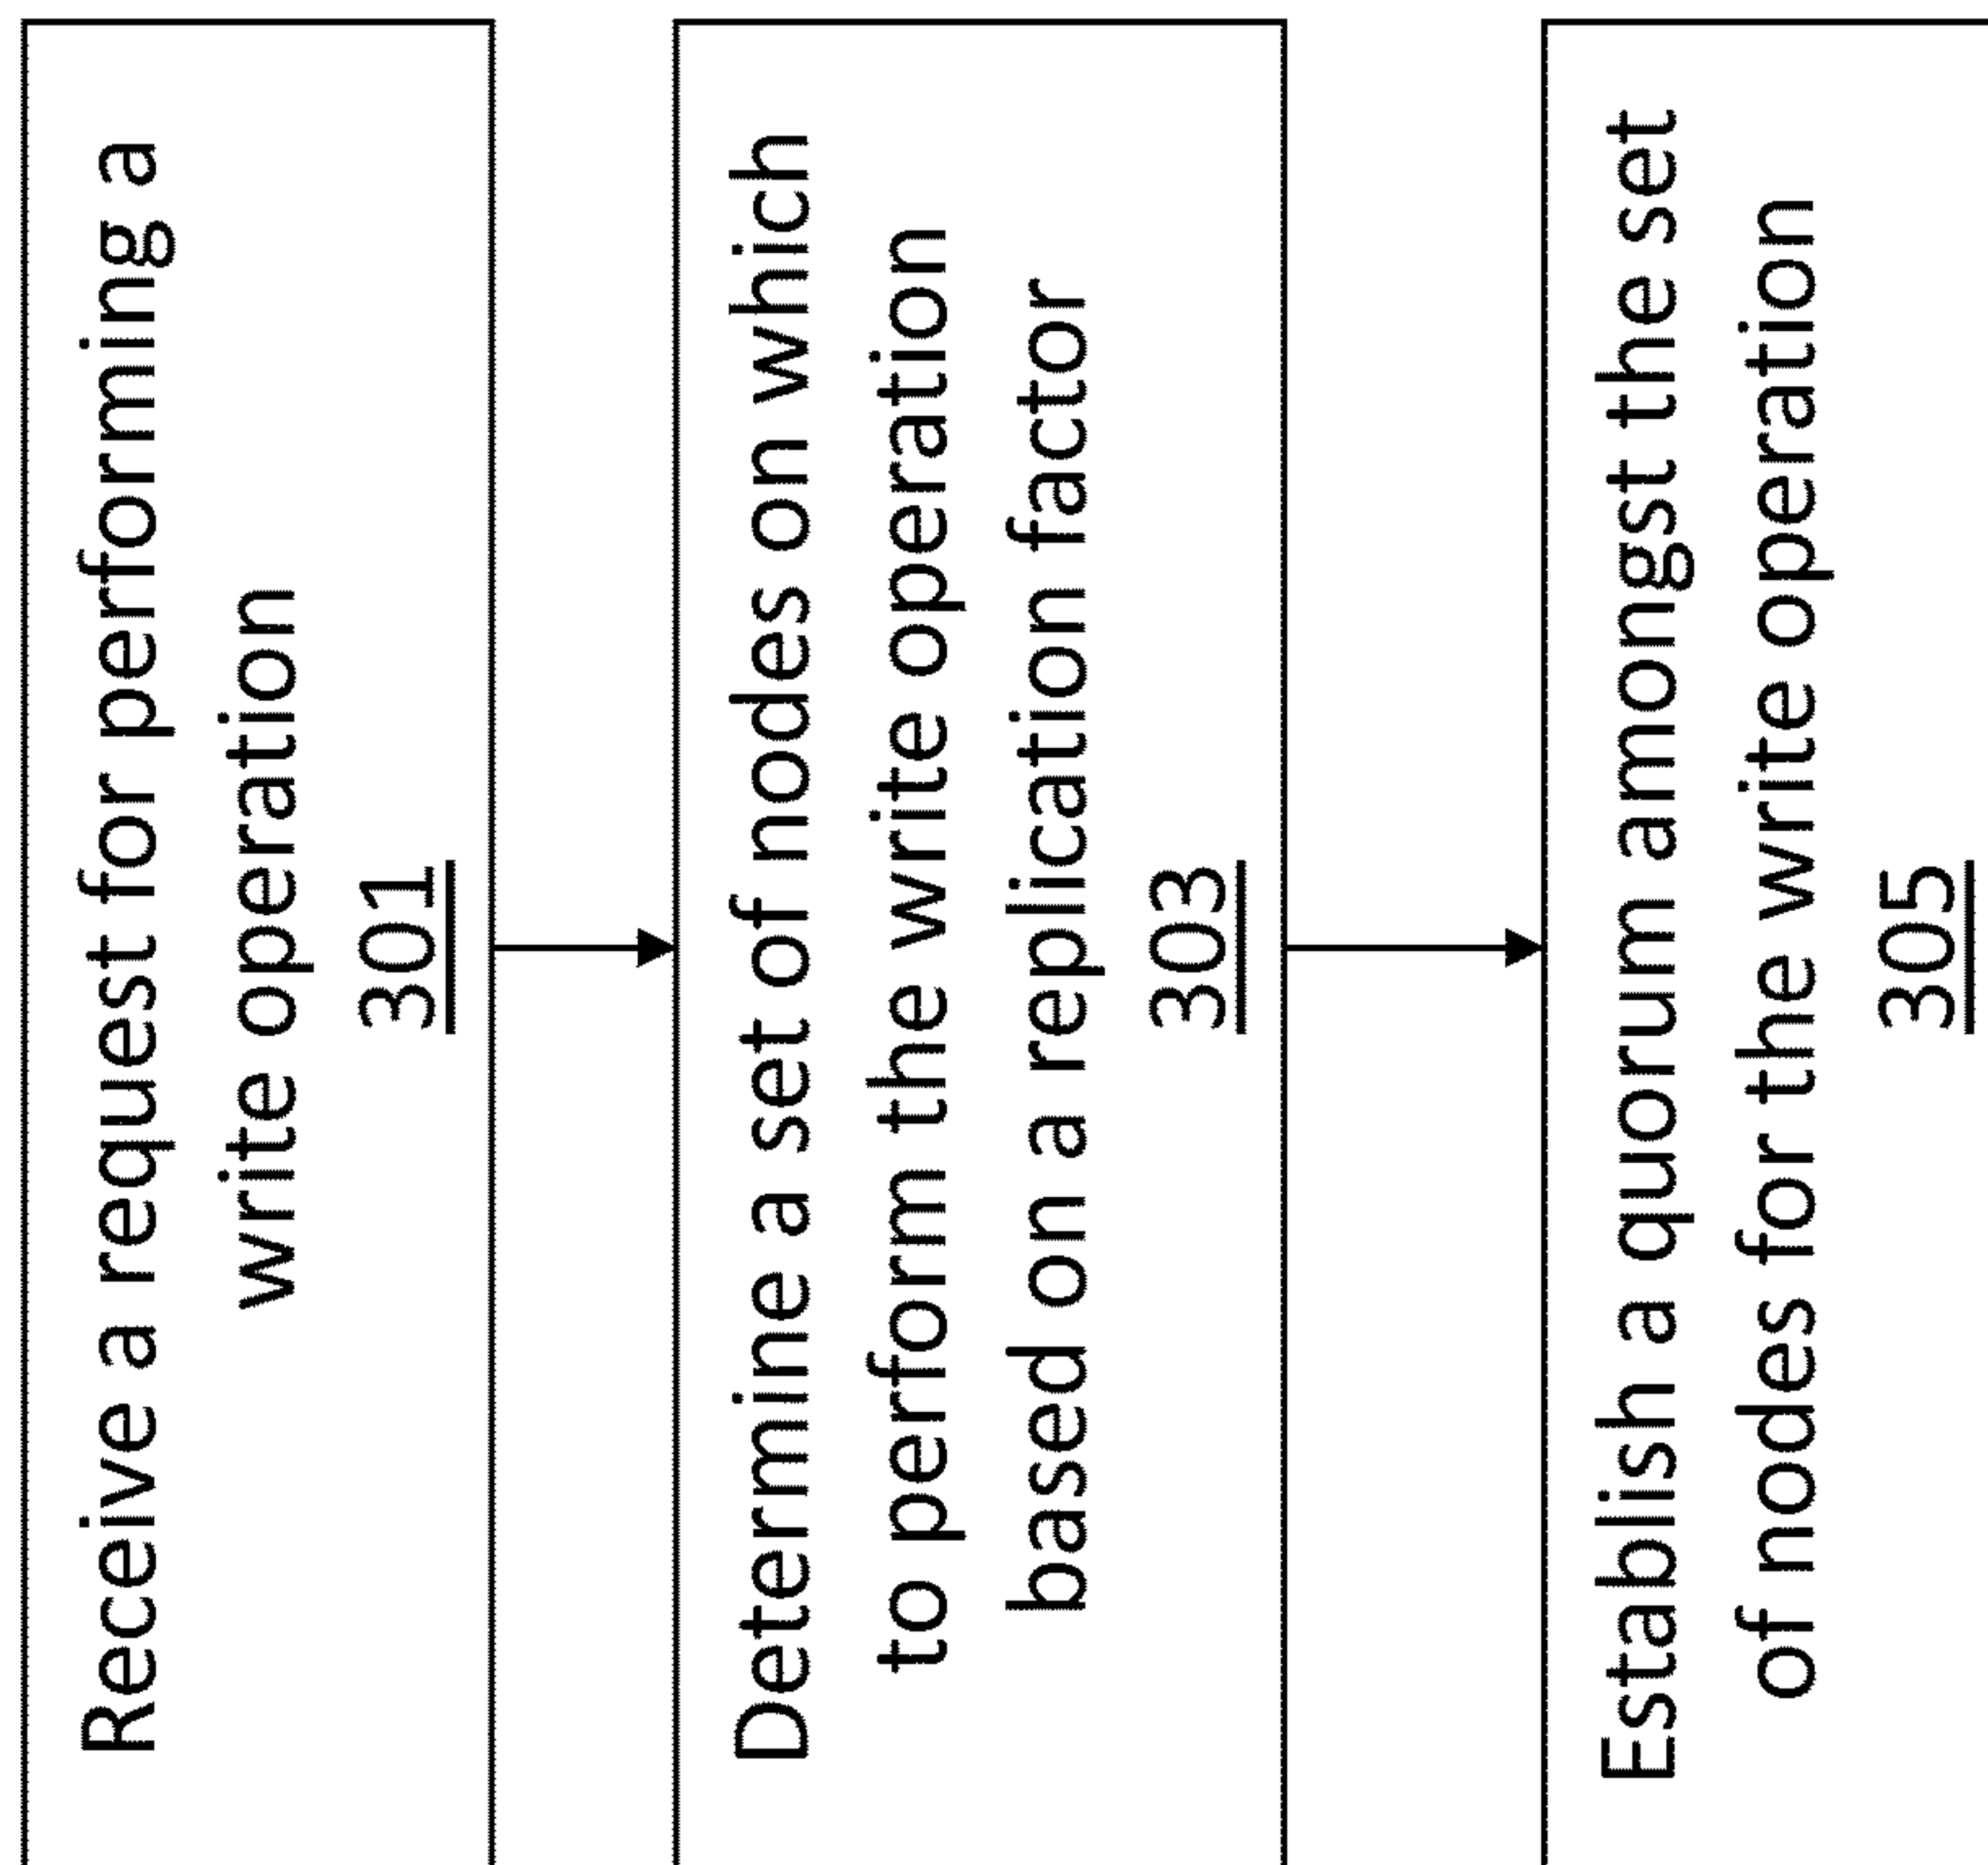 Receive a request for performing a
write operation
301
Determine a set of nodes on which
to perform the write operation
based on a replication factor
303
Establish a quorum amongst the set
of nodes for the write operation
305